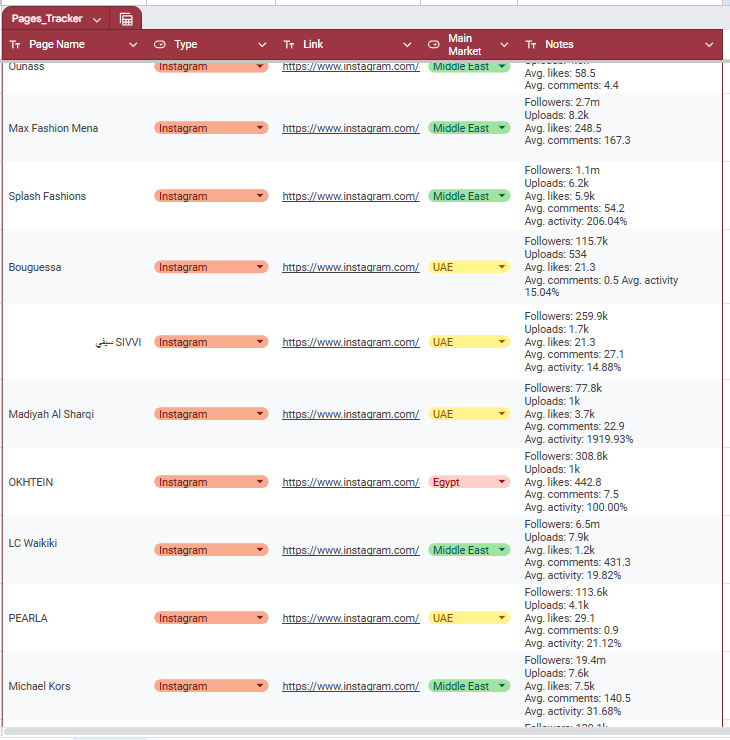 Pages_Tracker
Page Name Type Link Main Market Notes
Ounass Instagram https://www.instagram.com/ Middle East
Avg. likes: 58.5
Avg. comments: 4.4
Max Fashion Mena Instagram https://www.instagram.com/ Middle East
Followers: 2.7m
Uploads: 8.2k
Avg. likes: 248.5
Avg. comments: 167.3
Splash Fashions Instagram https://www.instagram.com/ Middle East
Followers: 1.1m
Uploads: 6.2k
Avg. likes: 5.9k
Avg. comments: 54.2
Avg. activity: 206.04%
Bouguessa Instagram https://www.instagram.com/ UAE
Followers: 115.7k
Uploads: 534
Avg. likes: 21.3
Avg. comments: 0.5 Avg. activity
15.04%
سيفي SIVVI Instagram https://www.instagram.com/ UAE
Followers: 259.9k
Uploads: 1.7k
Avg. likes: 21.3
Avg. comments: 27.1
Avg. activity: 14.88%
Madiyah Al Sharqi Instagram https://www.instagram.com/ UAE
Followers: 77.8k
Uploads: 1k
Avg. likes: 3.7k
Avg. comments: 22.9
Avg. activity: 1919.93%
OKHTEIN Instagram https://www.instagram.com/ Egypt
Followers: 308.8k
Uploads: 1k
Avg. likes: 442.8
Avg. comments: 7.5
Avg. activity: 100.00%
LC Waikiki Instagram https://www.instagram.com/ Middle East
Followers: 6.5m
Uploads: 7.9k
Avg. likes: 1.2k
Avg. comments: 431.3
Avg. activity: 19.82%
PEARLA Instagram https://www.instagram.com/ UAE
Followers: 113.6k
Uploads: 4.1k
Avg. likes: 29.1
Avg. comments: 0.9
Avg. activity: 21.12%
Michael Kors Instagram https://www.instagram.com/ Middle East
Followers: 19.4m
Uploads: 7.6k
Avg. likes: 7.5k
Avg. comments: 140.5
Avg. activity: 31.68%